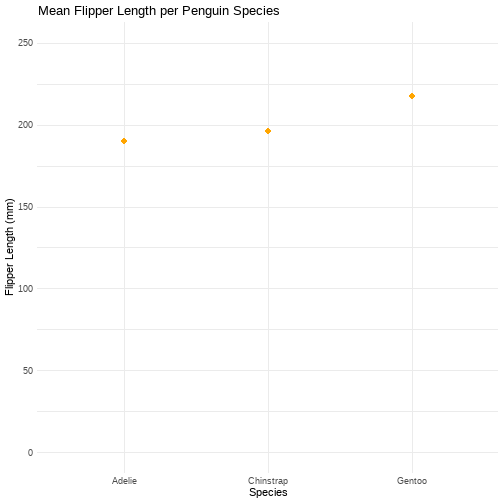 Mean Flipper Length per Penguin Species
250
200
150
100
50
0
Flipper Length (mm)
Adelie Chinstrap Gentoo
Species